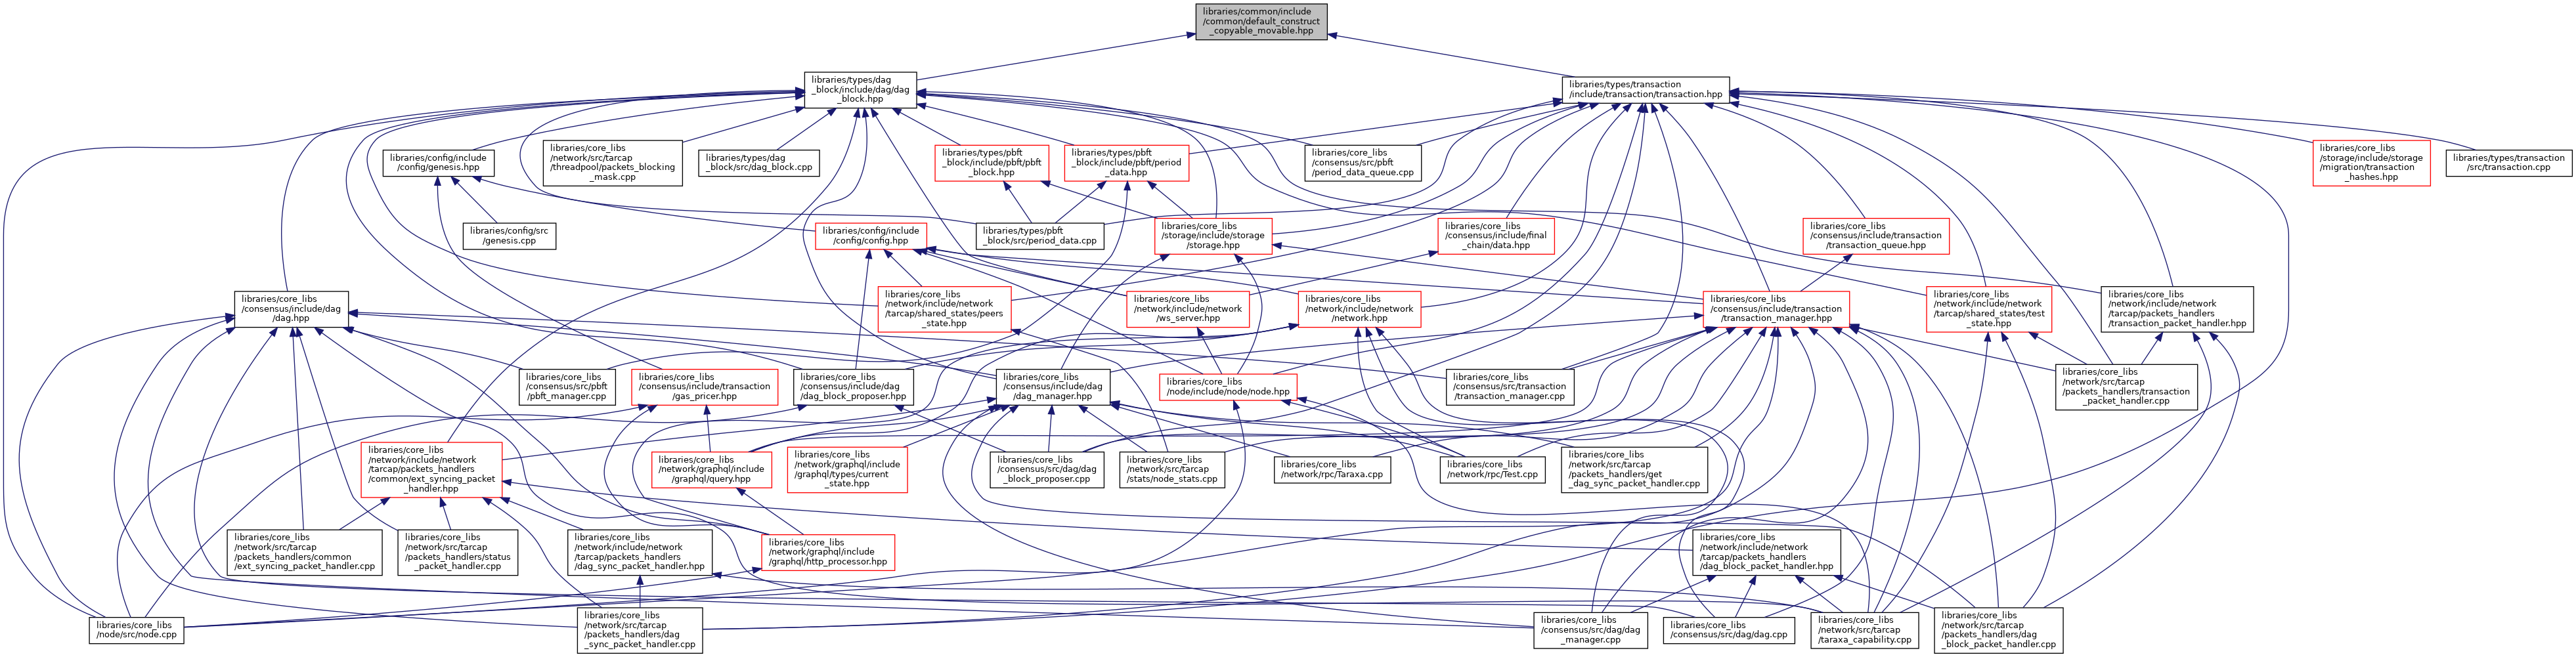 libraries/common/include
/common/default_construct
_copyable_movable.hpp
libraries/types/dag
_block/include/dag/dag
_block.hpp
libraries/types/transaction
/include/transaction/transaction.hpp
libraries/config/include
/config/genesis.hpp
libraries/core_libs
/network/src/tarcap
/threadpool/packets_blocking
_mask.cpp
libraries/types/dag
_block/src/dag_block.cpp
libraries/types/pbft
_block/include/pbft/pbft
_block.hpp
libraries/types/pbft
_block/include/pbft/period
_data.hpp
libraries/core_libs
/consensus/src/pbft
/period_data_queue.cpp
libraries/core_libs
/storage/include/storage
/migration/transaction
_hashes.hpp
libraries/types/transaction
/src/transaction.cpp
libraries/config/src
/genesis.cpp
libraries/config/include
/config/config.hpp
libraries/types/pbft
_block/src/period_data.cpp
libraries/core_libs
/storage/include/storage
/storage.hpp
libraries/core_libs
/consensus/include/final
_chain/data.hpp
libraries/core_libs
/consensus/include/transaction
/transaction_queue.hpp
libraries/core_libs
/consensus/include/dag
/dag.hpp
libraries/core_libs
/network/include/network
/tarcap/shared_states/peers
_state.hpp
libraries/core_libs
/network/include/network
/ws_server.hpp
libraries/core_libs
/network/include/network
/network.hpp
libraries/core_libs
/consensus/include/transaction
/transaction_manager.hpp
libraries/core_libs
/network/include/network
/tarcap/shared_states/test
_state.hpp
libraries/core_libs
/network/include/network
/tarcap/packets_handlers
/transaction_packet_handler.hpp
libraries/core_libs
/consensus/src/pbft
/pbft_manager.cpp
libraries/core_libs
/consensus/include/transaction
/gas_pricer.hpp
libraries/core_libs
/consensus/include/dag
/dag_block_proposer.hpp
libraries/core_libs
/consensus/include/dag
/dag_manager.hpp
libraries/core_libs
/node/include/node/node.hpp
libraries/core_libs
/consensus/src/transaction
/transaction_manager.cpp
libraries/core_libs
/network/src/tarcap
/packets_handlers/transaction
_packet_handler.cpp
libraries/core_libs
/network/include/network
/tarcap/packets_handlers
/common/ext_syncing_packet
_handler.hpp
libraries/core_libs
/network/graphql/include
/graphql/query.hpp
libraries/core_libs
/network/graphql/include
/graphql/types/current
_state.hpp
libraries/core_libs
/consensus/src/dag/dag
_block_proposer.cpp
libraries/core_libs
/network/src/tarcap
/stats/node_stats.cpp
libraries/core_libs
/network/rpc/Taraxa.cpp
libraries/core_libs
/network/rpc/Test.cpp
libraries/core_libs
/network/src/tarcap
/packets_handlers/get
_dag_sync_packet_handler.cpp
libraries/core_libs
/network/src/tarcap
/packets_handlers/common
/ext_syncing_packet_handler.cpp
libraries/core_libs
/network/src/tarcap
/packets_handlers/status
_packet_handler.cpp
libraries/core_libs
/network/include/network
/tarcap/packets_handlers
/dag_sync_packet_handler.hpp
libraries/core_libs
/network/graphql/include
/graphql/http_processor.hpp
libraries/core_libs
/network/include/network
/tarcap/packets_handlers
/dag_block_packet_handler.hpp
libraries/core_libs
/node/src/node.cpp
libraries/core_libs
/network/src/tarcap
/packets_handlers/dag
_sync_packet_handler.cpp
libraries/core_libs
/consensus/src/dag/dag
_manager.cpp
libraries/core_libs
/consensus/src/dag/dag.cpp
libraries/core_libs
/network/src/tarcap
/taraxa_capability.cpp
libraries/core_libs
/network/src/tarcap
/packets_handlers/dag
_block_packet_handler.cpp